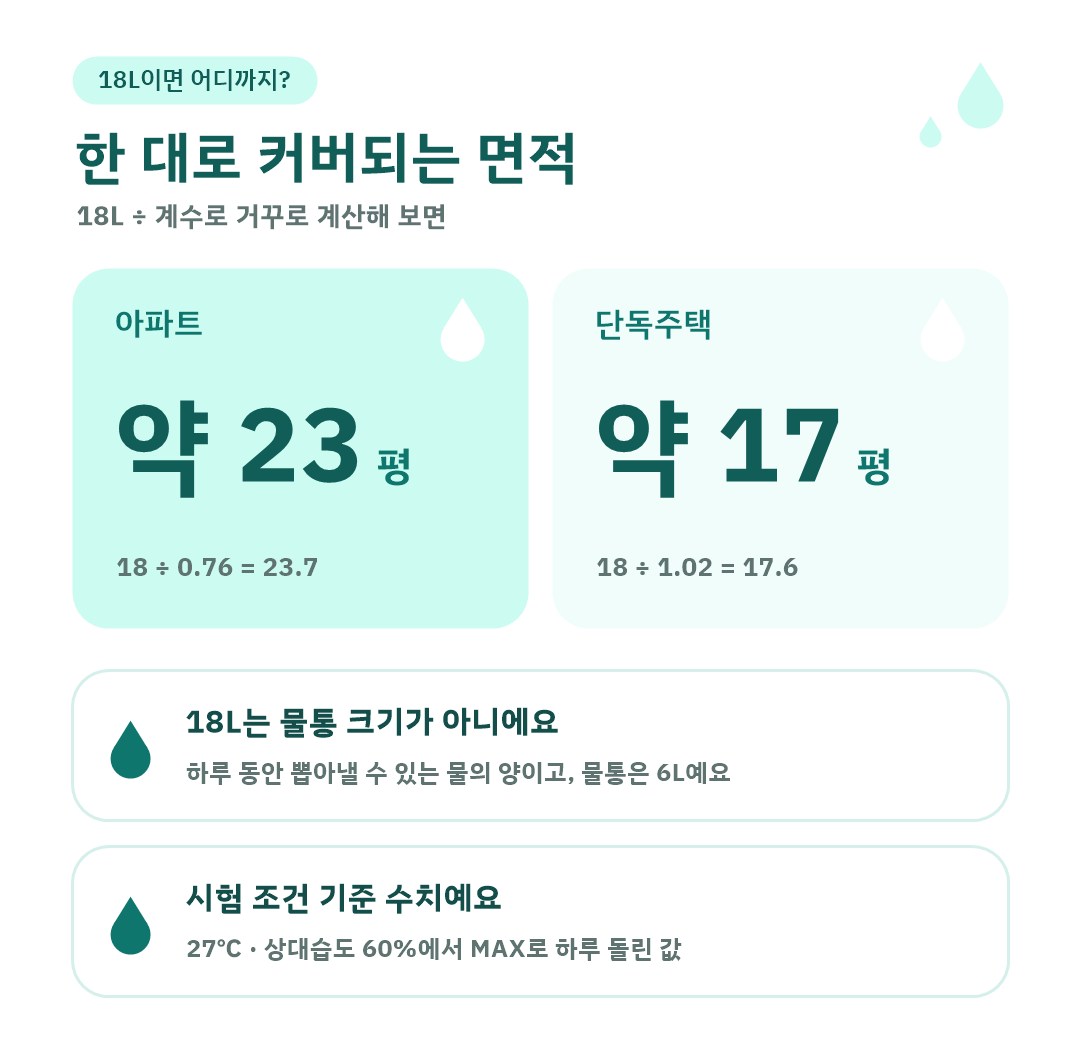 18L이면 어디까지?
한 대로 커버되는 면적
18L ÷ 계수로 거꾸로 계산해 보면
아파트
약 23 평
18 ÷ 0.76 = 23.7
단독주택
약 17 평
18 ÷ 1.02 = 17.6
18L는 물통 크기가 아니에요
하루 동안 뽑아낼 수 있는 물의 양이고, 물통은 6L예요
시험 조건 기준 수치예요
27℃ · 상대습도 60%에서 MAX로 하루 돌린 값